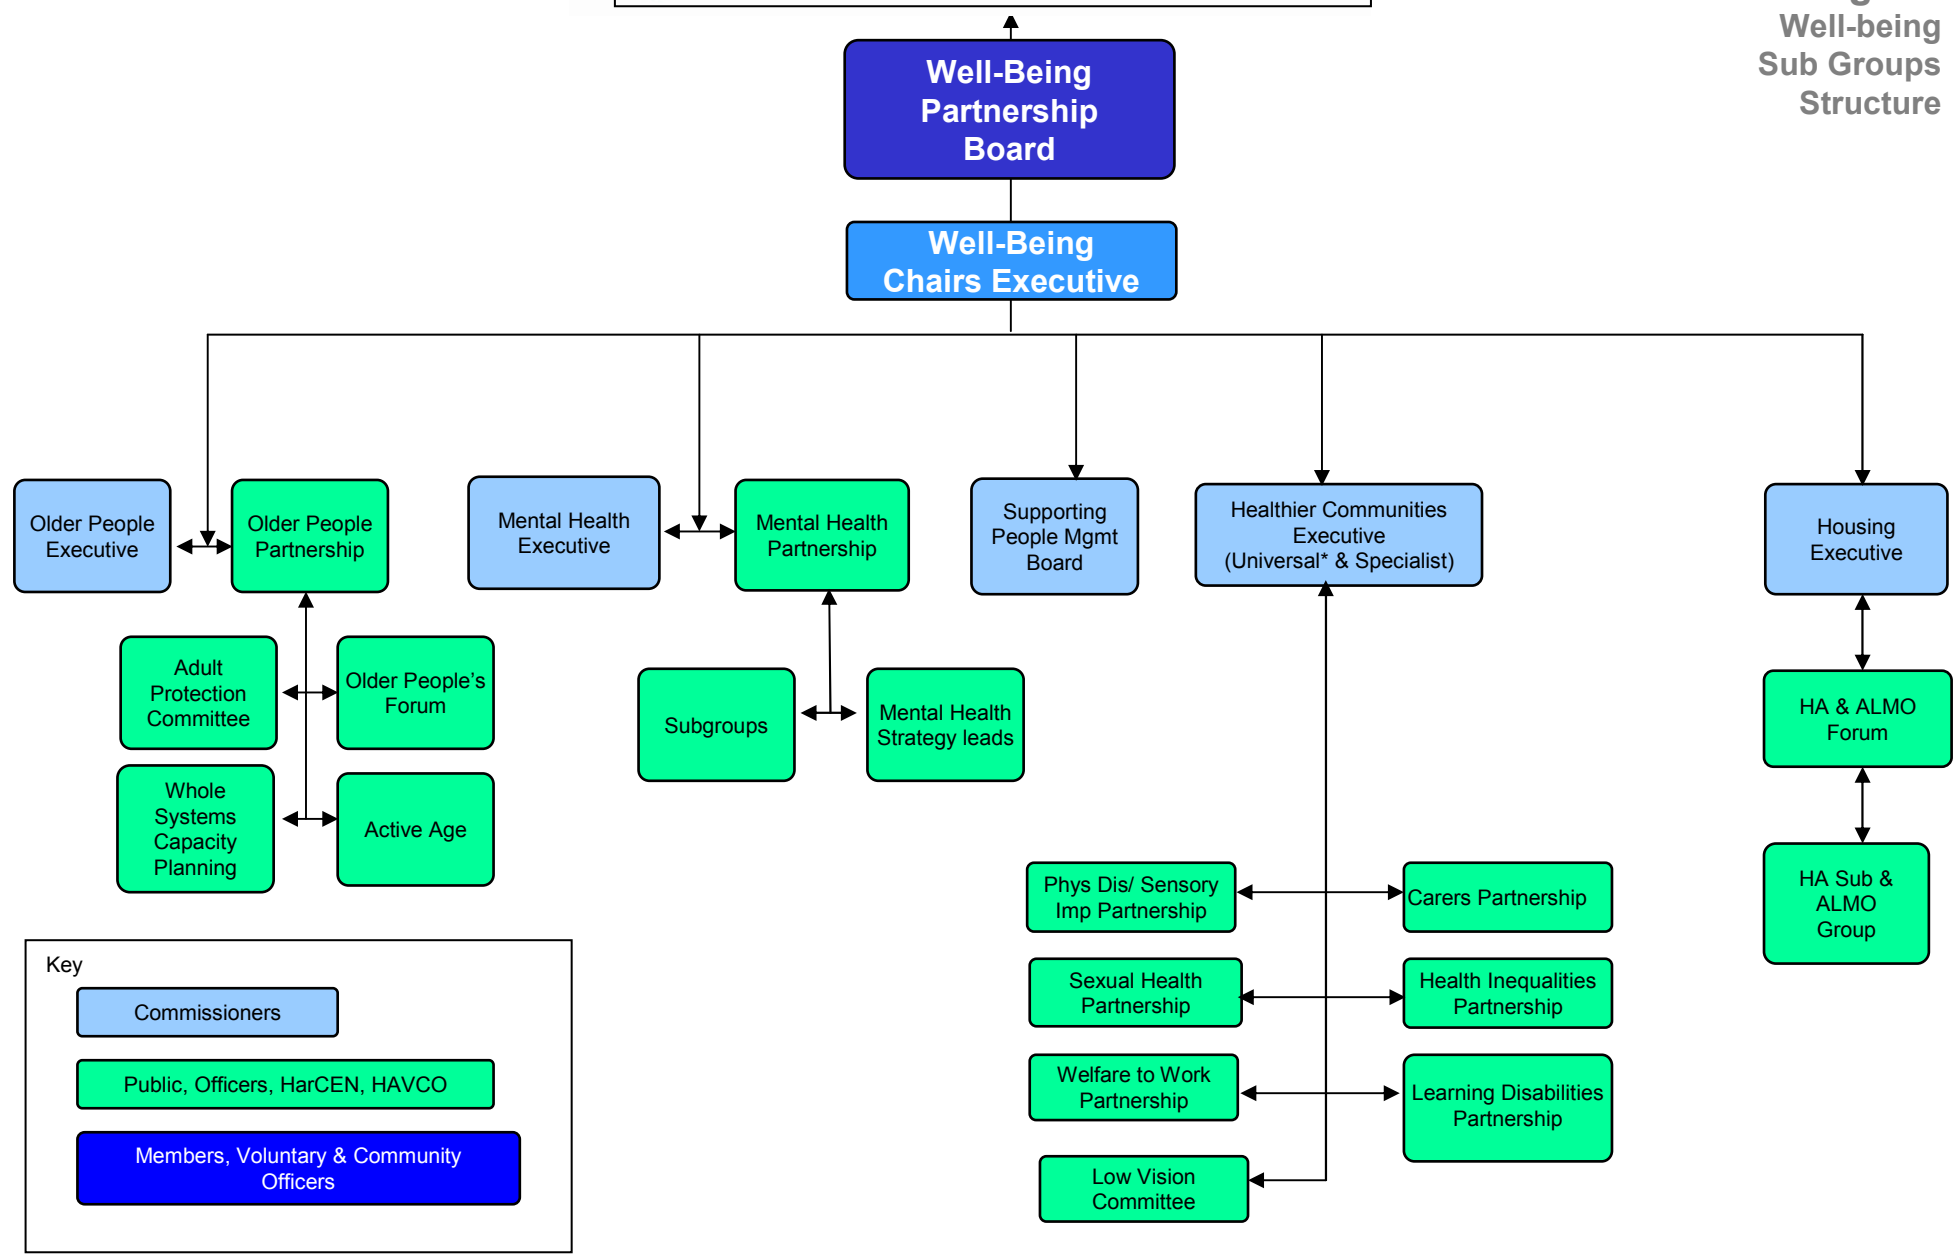 Well-being
Sub Groups
Structure
Well-Being
Partnership
Board
Well-Being
Chairs Executive
Older People
Executive
Older People
Partnership
Mental Health
Executive
Mental Health
Partnership
Supporting
People Mgmt
Board
Healthier Communities
Executive
(Universal* & Specialist)
Housing
Executive
Adult
Protection
Committee
Older People’s
Forum
Subgroups
Mental Health
Strategy leads
HA & ALMO
Forum
Whole
Systems
Capacity
Planning
Active Age
Phys Dis/ Sensory
Imp Partnership
Carers Partnership
HA Sub &
ALMO
Group
Sexual Health
Partnership
Health Inequalities
Partnership
Welfare to Work
Partnership
Learning Disabilities
Partnership
Low Vision
Committee
Key
Commissioners
Public, Officers, HarCEN, HAVCO
Members, Voluntary & Community
Officers